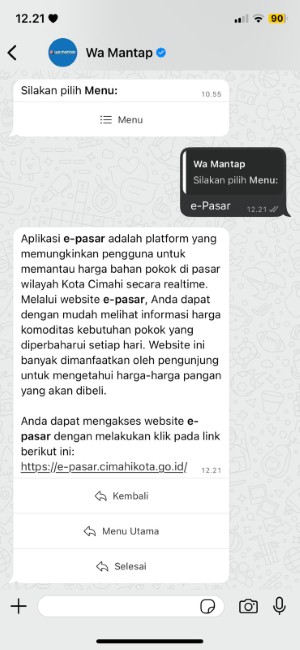 12.21
90
Wa Mantap
Silakan pilih Menu:
10.55
Menu
Wa Mantap
Silakan pilih Menu:
e-Pasar
12.21
Aplikasi e-pasar adalah platform yang
memungkinkan pengguna untuk
memantau harga bahan pokok di pasar
wilayah Kota Cimahi secara realtime.
Melalui website e-pasar, Anda dapat
dengan mudah melihat informasi harga
komoditas kebutuhan pokok yang
diperbaharui setiap hari. Website ini
banyak dimanfaatkan oleh pengunjung
untuk mengetahui harga-harga pangan
yang akan dibeli.
Anda dapat mengakses website e-
pasar dengan melakukan klik pada link
berikut ini:
https://e-pasar.cimahikota.go.id/
12.21
Kembali
Menu Utama
Selesai